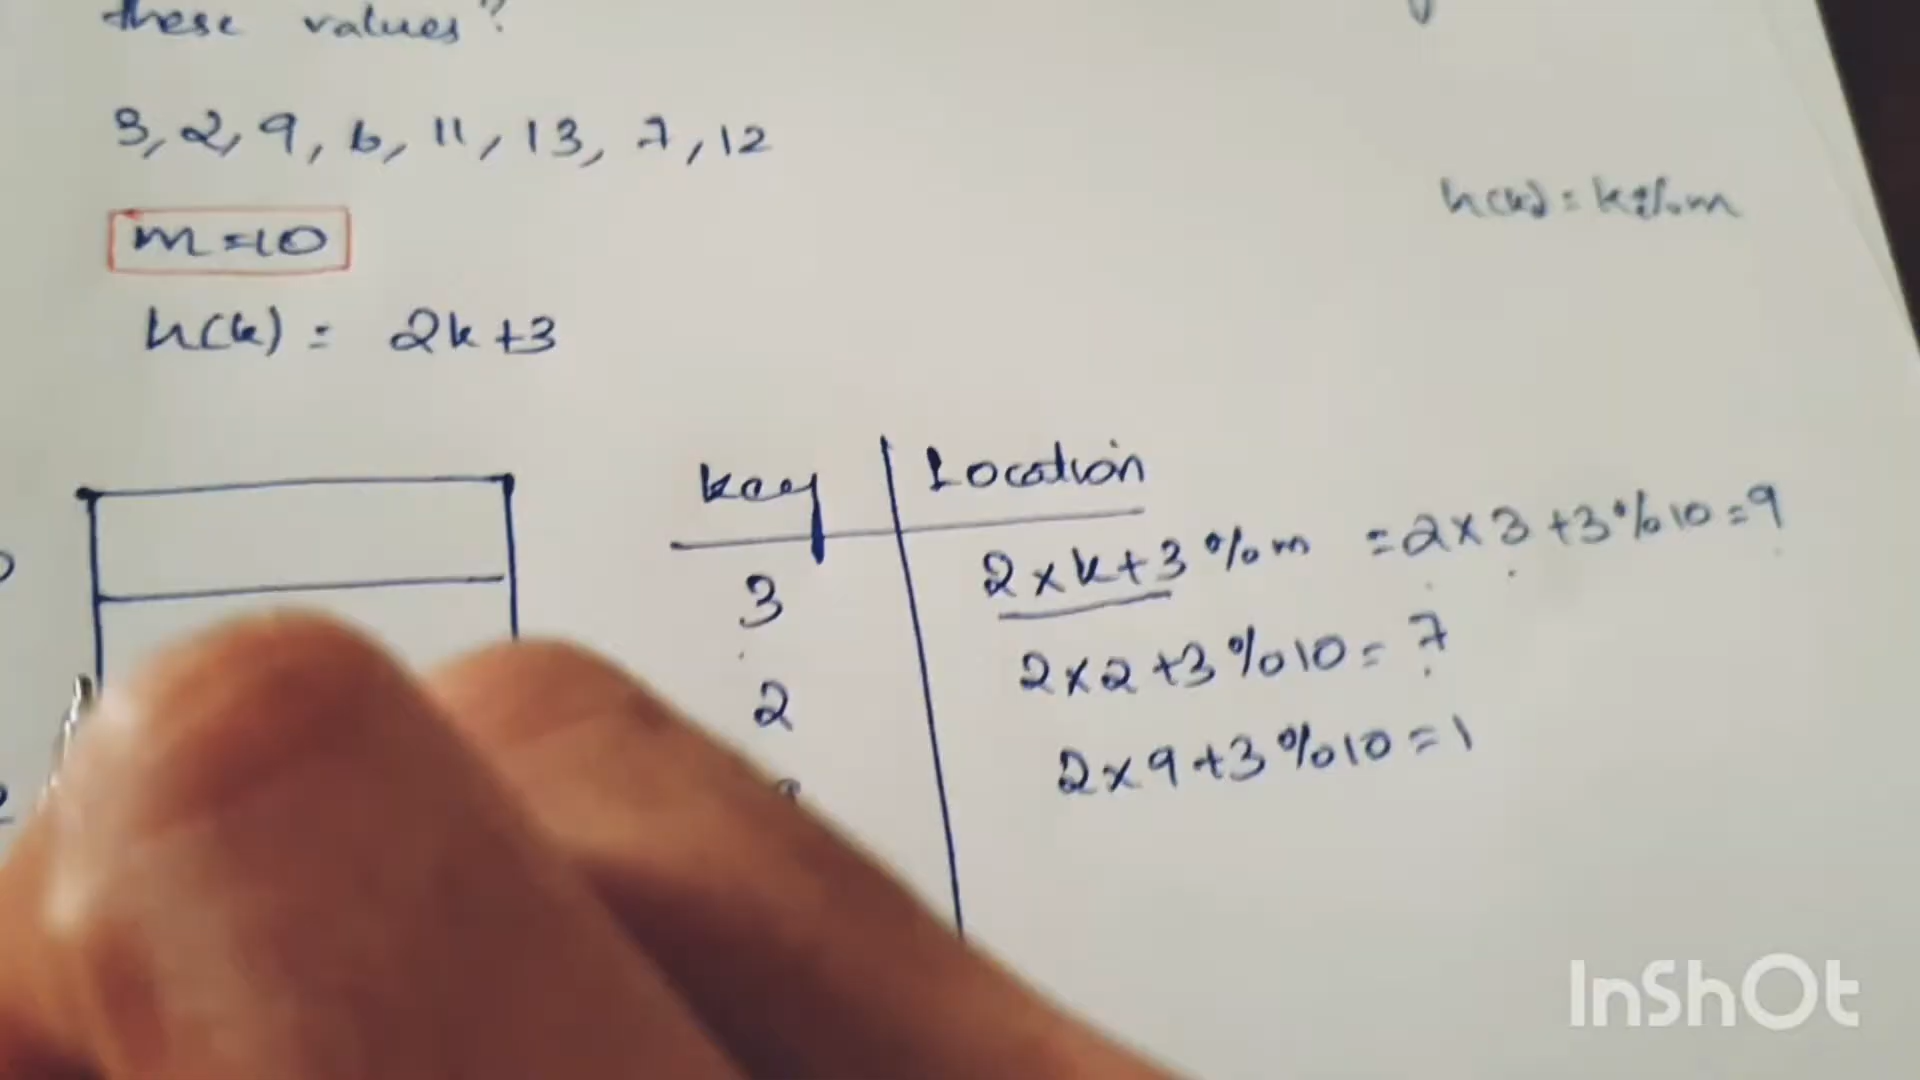 these values?
3, 2, 9, 6, 11, 13, 7, 12
m = 10
h(k) = k % m
h(k) = 2k + 3
key Location
3 2 x k + 3 % m = 2 x 3 + 3 % 10 = 9
2 2 x 2 + 3 % 10 = 7
2 x 9 + 3 % 10 = 1
InShOt